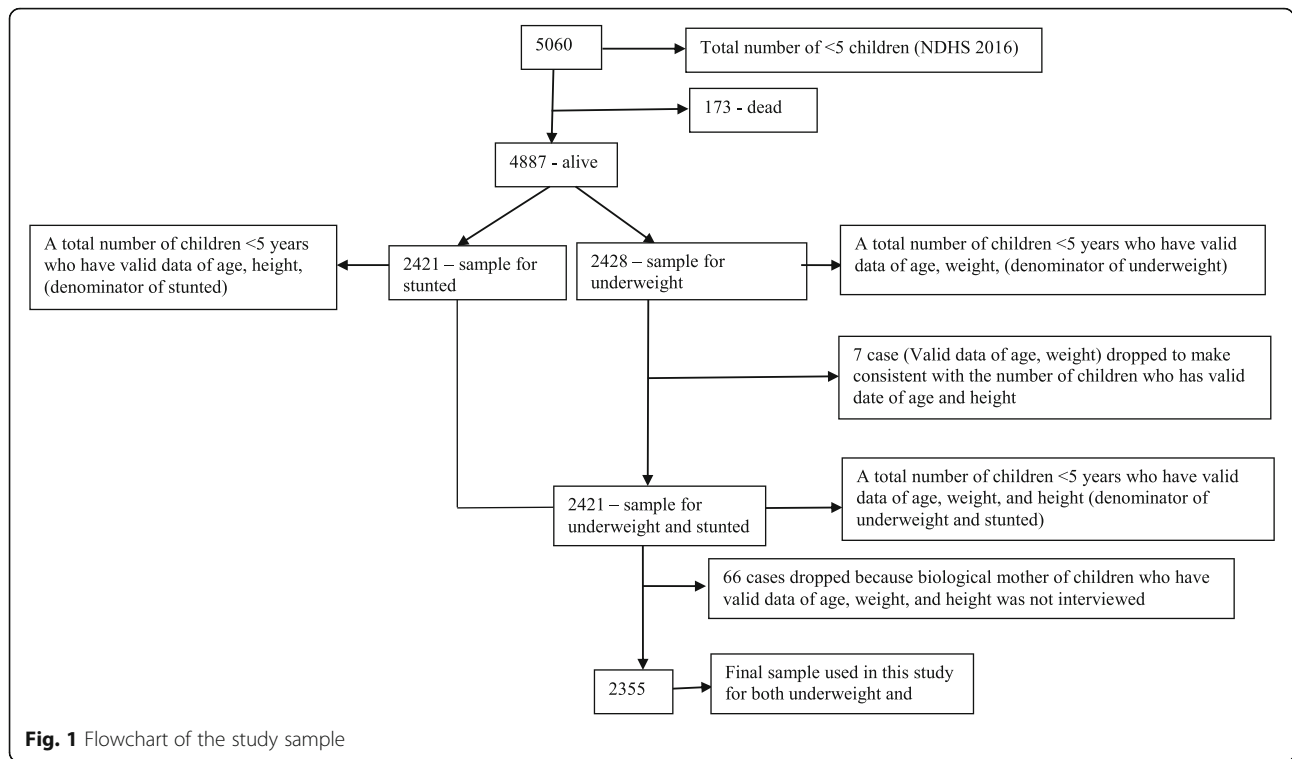 5060
Total number of <5 children (NDHS 2016)
173 - dead
4887 - alive
A total number of children <5 years
who have valid data of age, height,
(denominator of stunted)
2421 – sample for
stunted
2428 – sample for
underweight
A total number of children <5 years who have valid
data of age, weight, (denominator of underweight)
7 case (Valid data of age, weight) dropped to make
consistent with the number of children who has valid
date of age and height
2421 – sample for
underweight and stunted
A total number of children <5 years who have valid
data of age, weight, and height (denominator of
underweight and stunted)
66 cases dropped because biological mother of children who have
valid data of age, weight, and height was not interviewed
2355
Final sample used in this study
for both underweight and
Fig. 1 Flowchart of the study sample